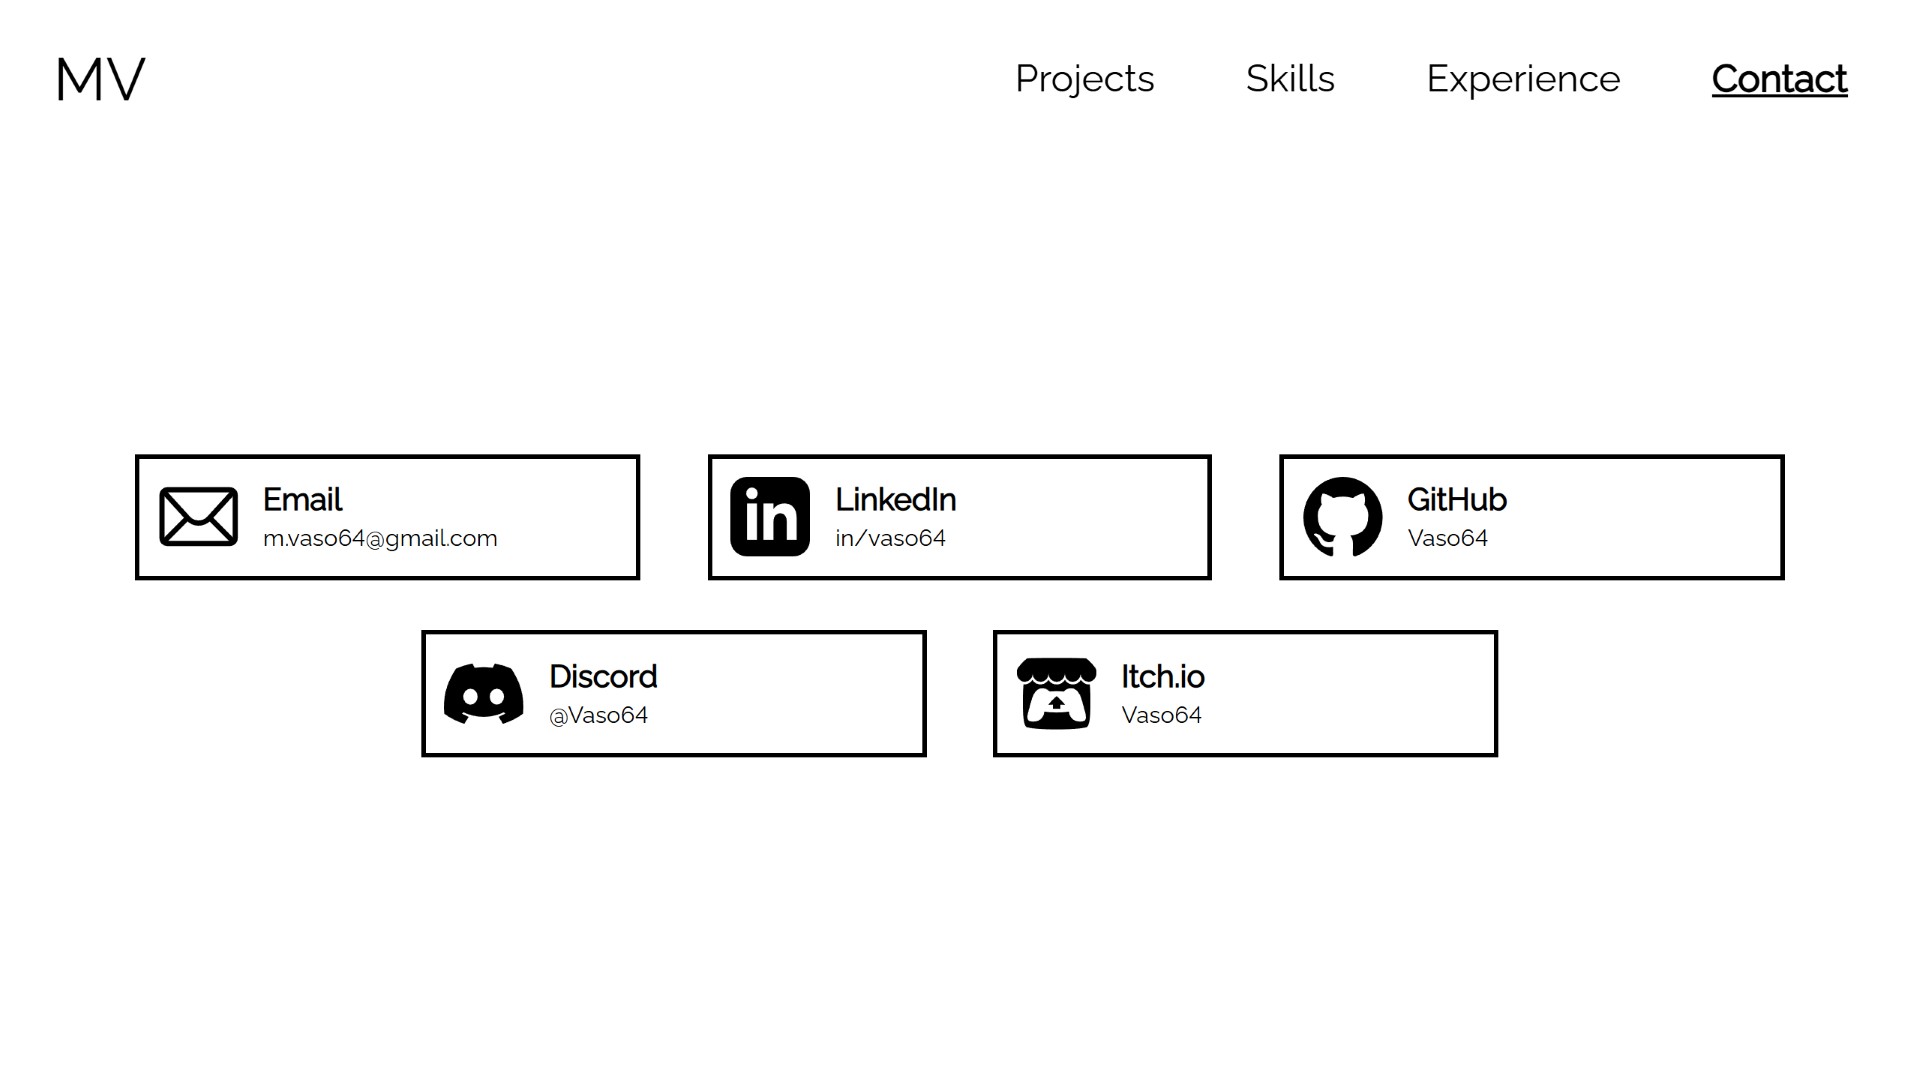 MV
Projects
Skills
Experience
Contact
Email
m.vaso64@gmail.com
LinkedIn
in/vaso64
GitHub
Vaso64
Discord
@Vaso64
Itch.io
Vaso64